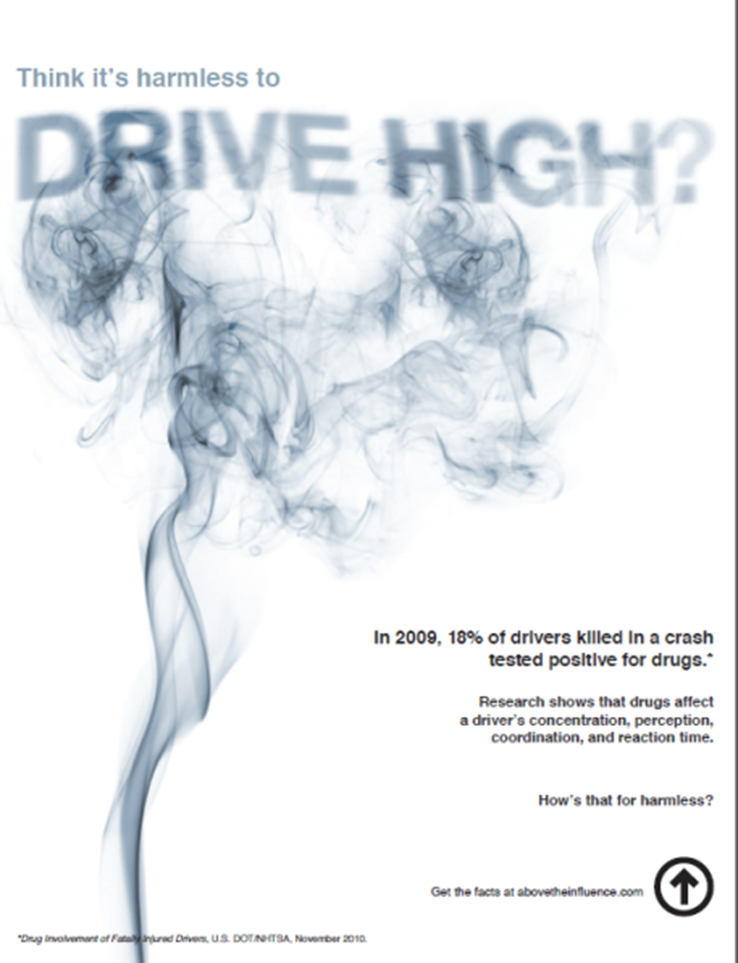 Think it's harmless to
DRIVE HIGH?
In 2009, 18% of drivers killed in a crash
tested positive for drugs.*
Research shows that drugs affect
a driver's concentration, perception,
coordination, and reaction time.
How's that for harmless?
Get the facts at abovetheinfluence.com
*Drug Involvement of Fatally Injured Drivers, U.S. DOT/NHTSA, November 2010.